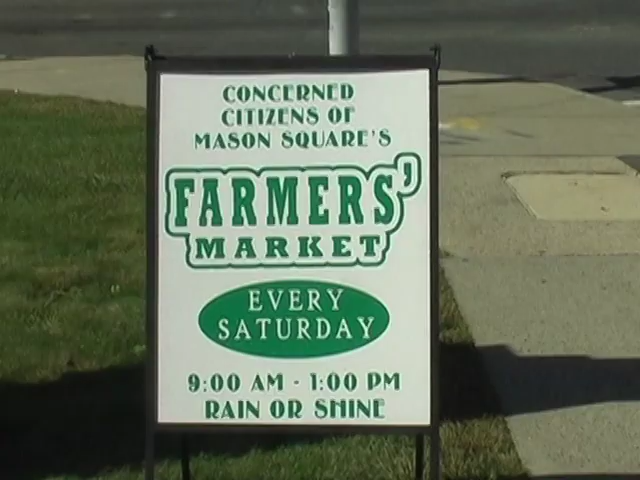 CONCERNED
CITIZENS OF
MASON SQUARE'S
FARMERS'
MARKET
EVERY
SATURDAY
9:00 AM - 1:00 PM
RAIN OR SHINE